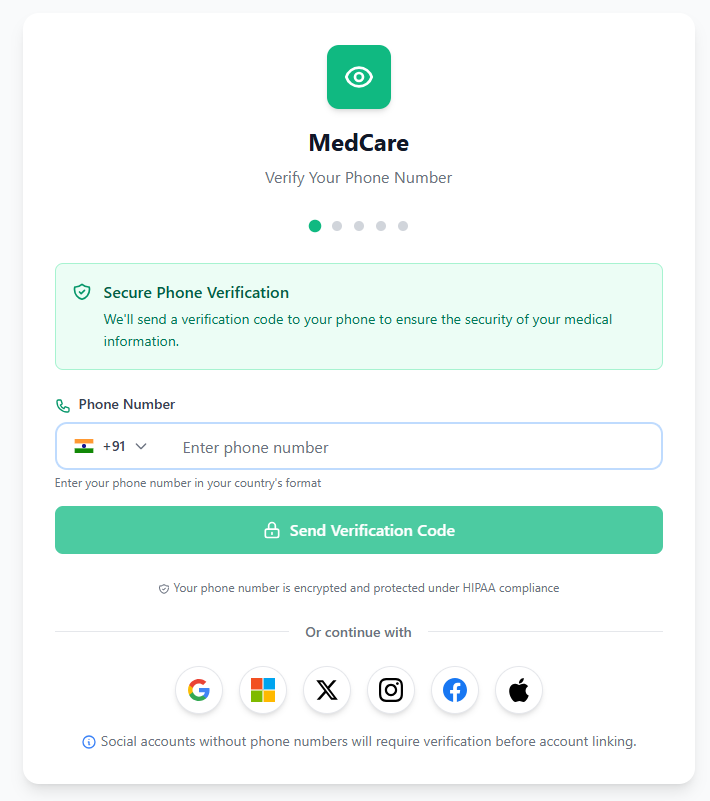 MedCare
Verify Your Phone Number
Secure Phone Verification
We'll send a verification code to your phone to ensure the security of your medical
information.
Phone Number
+91 Enter phone number
Enter your phone number in your country's format
Send Verification Code
Your phone number is encrypted and protected under HIPAA compliance
Or continue with
Social accounts without phone numbers will require verification before account linking.